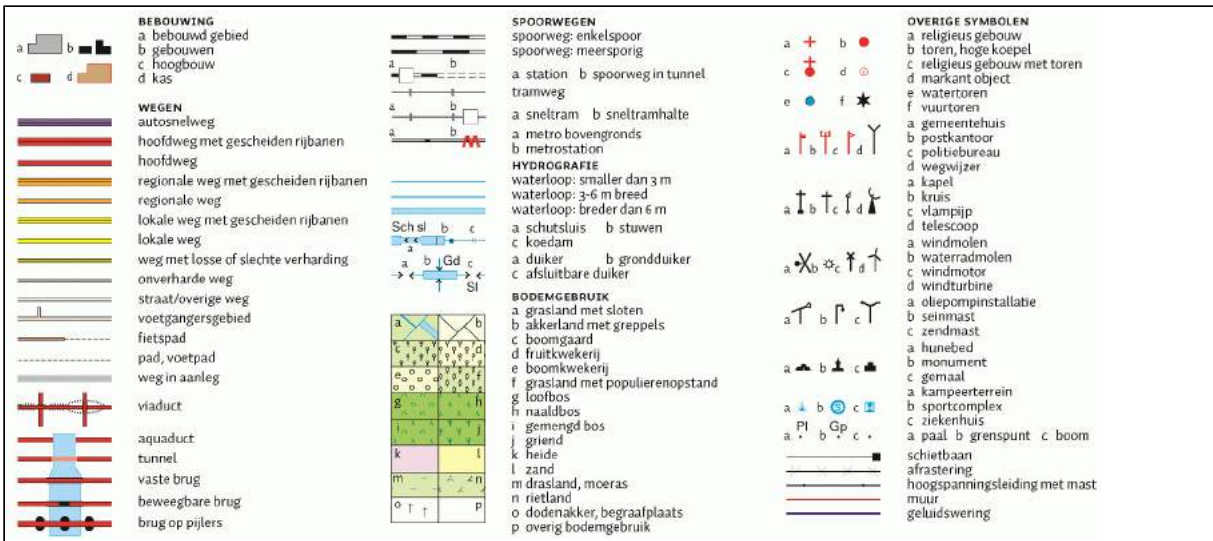 BEBOUWING
a bebouwd gebied
a b
b gebouwen
c hoogbouw
c d
d kas
WEGEN
autosnelweg
hoofdweg met gescheiden rijbanen
hoofdweg
regionale weg met gescheiden rijbanen
regionale weg
lokale weg met gescheiden rijbanen
lokale weg
weg met losse of slechte verharding
onverharde weg
straat/overige weg
voetgangersgebied
fietspad
pad, voetpad
weg in aanleg
viaduct
aquaduct
tunnel
vaste brug
beweegbare brug
brug op pijlers
SPOORWEGEN
spoorweg: enkelspoor
spoorweg: meersporig
a b
a station b spoorweg in tunnel
tramweg
a b
a sneltram b sneltramhalte
a b
a metro bovengronds
b metrostation
HYDROGRAFIE
waterloop: smaller dan 3 m
waterloop: 3-6 m breed
waterloop: breder dan 6 m
Sch sl b c
a
a schutsluis b stuwen
c koedam
a b Gd c
Sl
a duiker b grondduiker
c afsluitbare duiker
BODEMGEBRUIK
a b
c d
e f
g h
i j
k l
m n
o p
a grasland met sloten
b akkerland met greppels
c boomgaard
d fruitkwekerij
e boomkwekerij
f grasland met populierenopstand
g loofbos
h naaldbos
i gemengd bos
j griend
k heide
l zand
m drasland, moeras
n rietland
o dodenakker, begraafplaats
p overig bodemgebruik
OVERIGE SYMBOLEN
a b
a religieus gebouw
b toren, hoge koepel
c d
c religieus gebouw met toren
d markant object
e f
e watertoren
f vuurtoren
a b c d
a gemeentehuis
b postkantoor
c politiebureau
d wegwijzer
a b c d
a kapel
b kruis
c vlampijp
d telescoop
a b c d
a windmolen
b waterradmolen
c windmotor
d windturbine
a b c
a oliepompinstallatie
b seinmast
c zendmast
a b c
a hunebed
b monument
c gemaal
a b S c H
a kampeerterrein
b sportcomplex
c ziekenhuis
Pl Gp
a b c
a paal b grenspunt c boom
schietbaan
afrastering
hoogspanningsleiding met mast
muur
geluidswering